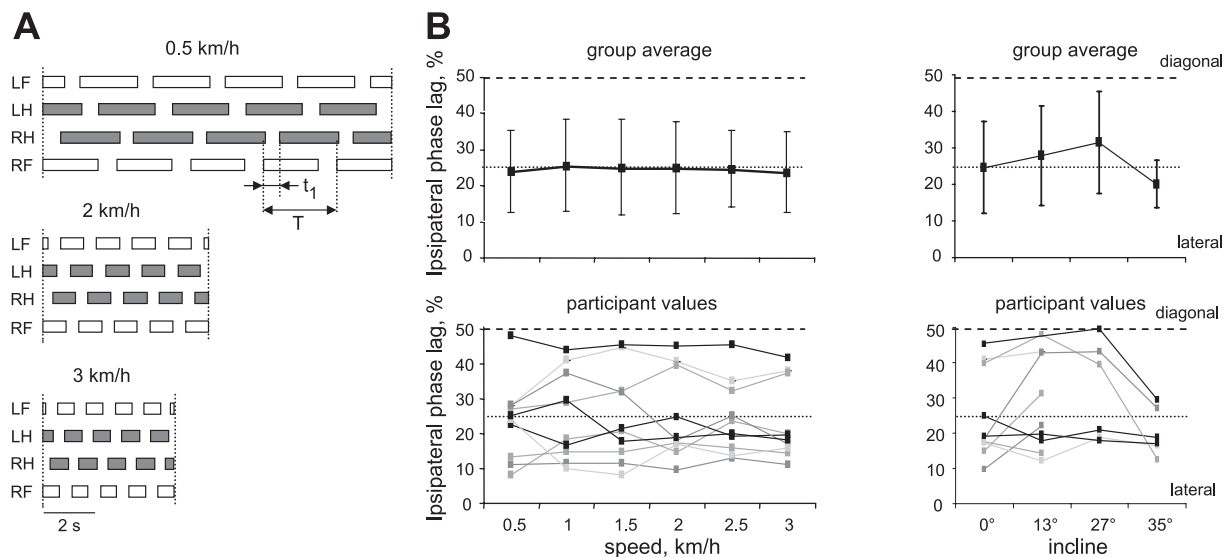 A
0.5 km/h
LF
LH
RH
RF
t1
T
2 km/h
LF
LH
RH
RF
3 km/h
LF
LH
RH
RF
2 s
B
group average
Ipsipateral phase lag, %
50
40
30
20
10
0
group average
diagonal
50
40
30
20
10
0
lateral
participant values
Ipsipateral phase lag, %
50
40
30
20
10
0
0.5
1
1.5
2
2.5
3
speed, km/h
participant values
diagonal
50
40
30
20
10
0
lateral
0°
13°
27°
35°
incline